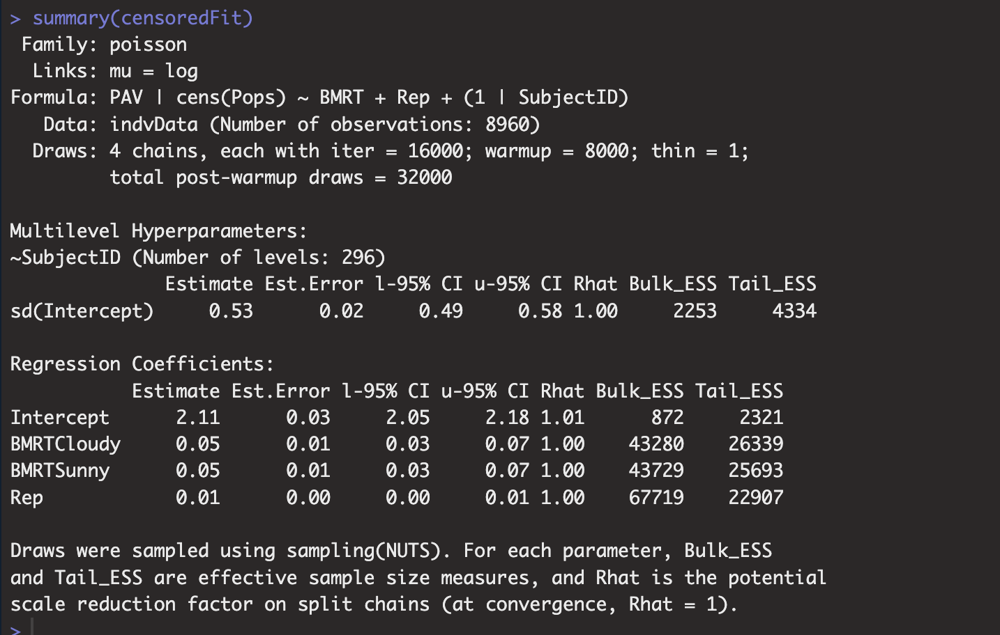 > summary(censoredFit)
 Family: poisson
  Links: mu = log
Formula: PAV | cens(Pops) ~ BMRT + Rep + (1 | SubjectID)
   Data: indvData (Number of observations: 8960)
  Draws: 4 chains, each with iter = 16000; warmup = 8000; thin = 1;
         total post-warmup draws = 32000

Multilevel Hyperparameters:
~SubjectID (Number of levels: 296)
              Estimate Est.Error l-95% CI u-95% CI Rhat Bulk_ESS Tail_ESS
sd(Intercept)     0.53      0.02     0.49     0.58 1.00     2253     4334

Regression Coefficients:
           Estimate Est.Error l-95% CI u-95% CI Rhat Bulk_ESS Tail_ESS
Intercept      2.11      0.03     2.05     2.18 1.01      872     2321
BMRTCloudy     0.05      0.01     0.03     0.07 1.00    43280    26339
BMRTSunny      0.05      0.01     0.03     0.07 1.00    43729    25693
Rep            0.01      0.00     0.00     0.01 1.00    67719    22907

Draws were sampled using sampling(NUTS). For each parameter, Bulk_ESS
and Tail_ESS are effective sample size measures, and Rhat is the potential
scale reduction factor on split chains (at convergence, Rhat = 1).
>